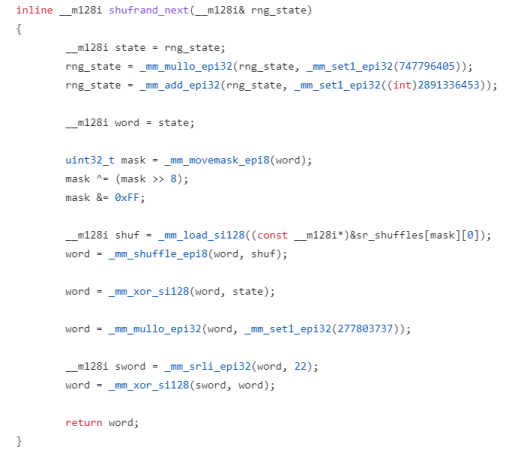 inline __m128i shufrand_next(__m128i& rng_state)
{
__m128i state = rng_state;
rng_state = _mm_mullo_epi32(rng_state, _mm_set1_epi32(747796405));
rng_state = _mm_add_epi32(rng_state, _mm_set1_epi32((int)2891336453));
__m128i word = state;
uint32_t mask = _mm_movemask_epi8(word);
mask ^= (mask >> 8);
mask &= 0xFF;
__m128i shuf = _mm_load_si128((const __m128i*)&sr_shuffles[mask][0]);
word = _mm_shuffle_epi8(word, shuf);
word = _mm_xor_si128(word, state);
word = _mm_mullo_epi32(word, _mm_set1_epi32(277803737));
__m128i sword = _mm_srli_epi32(word, 22);
word = _mm_xor_si128(sword, word);
return word;
}